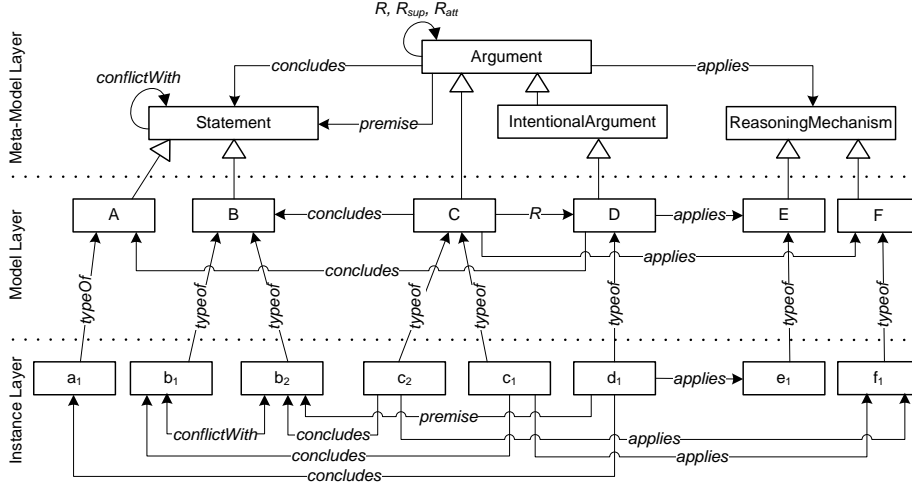 R, R_sup, R_att
Meta-Model Layer
Argument
concludes
applies
conflictWith
Statement
premise
IntentionalArgument
ReasoningMechanism
Model Layer
A
B
concludes
C
R
D
applies
E
F
concludes
applies
typeOf
typeof
typeof
typeof
typeof
typeof
typeof
typeof
Instance Layer
a1
b1
b2
c2
c1
d1
applies
e1
f1
premise
conflictWith
concludes
applies
concludes
applies
concludes